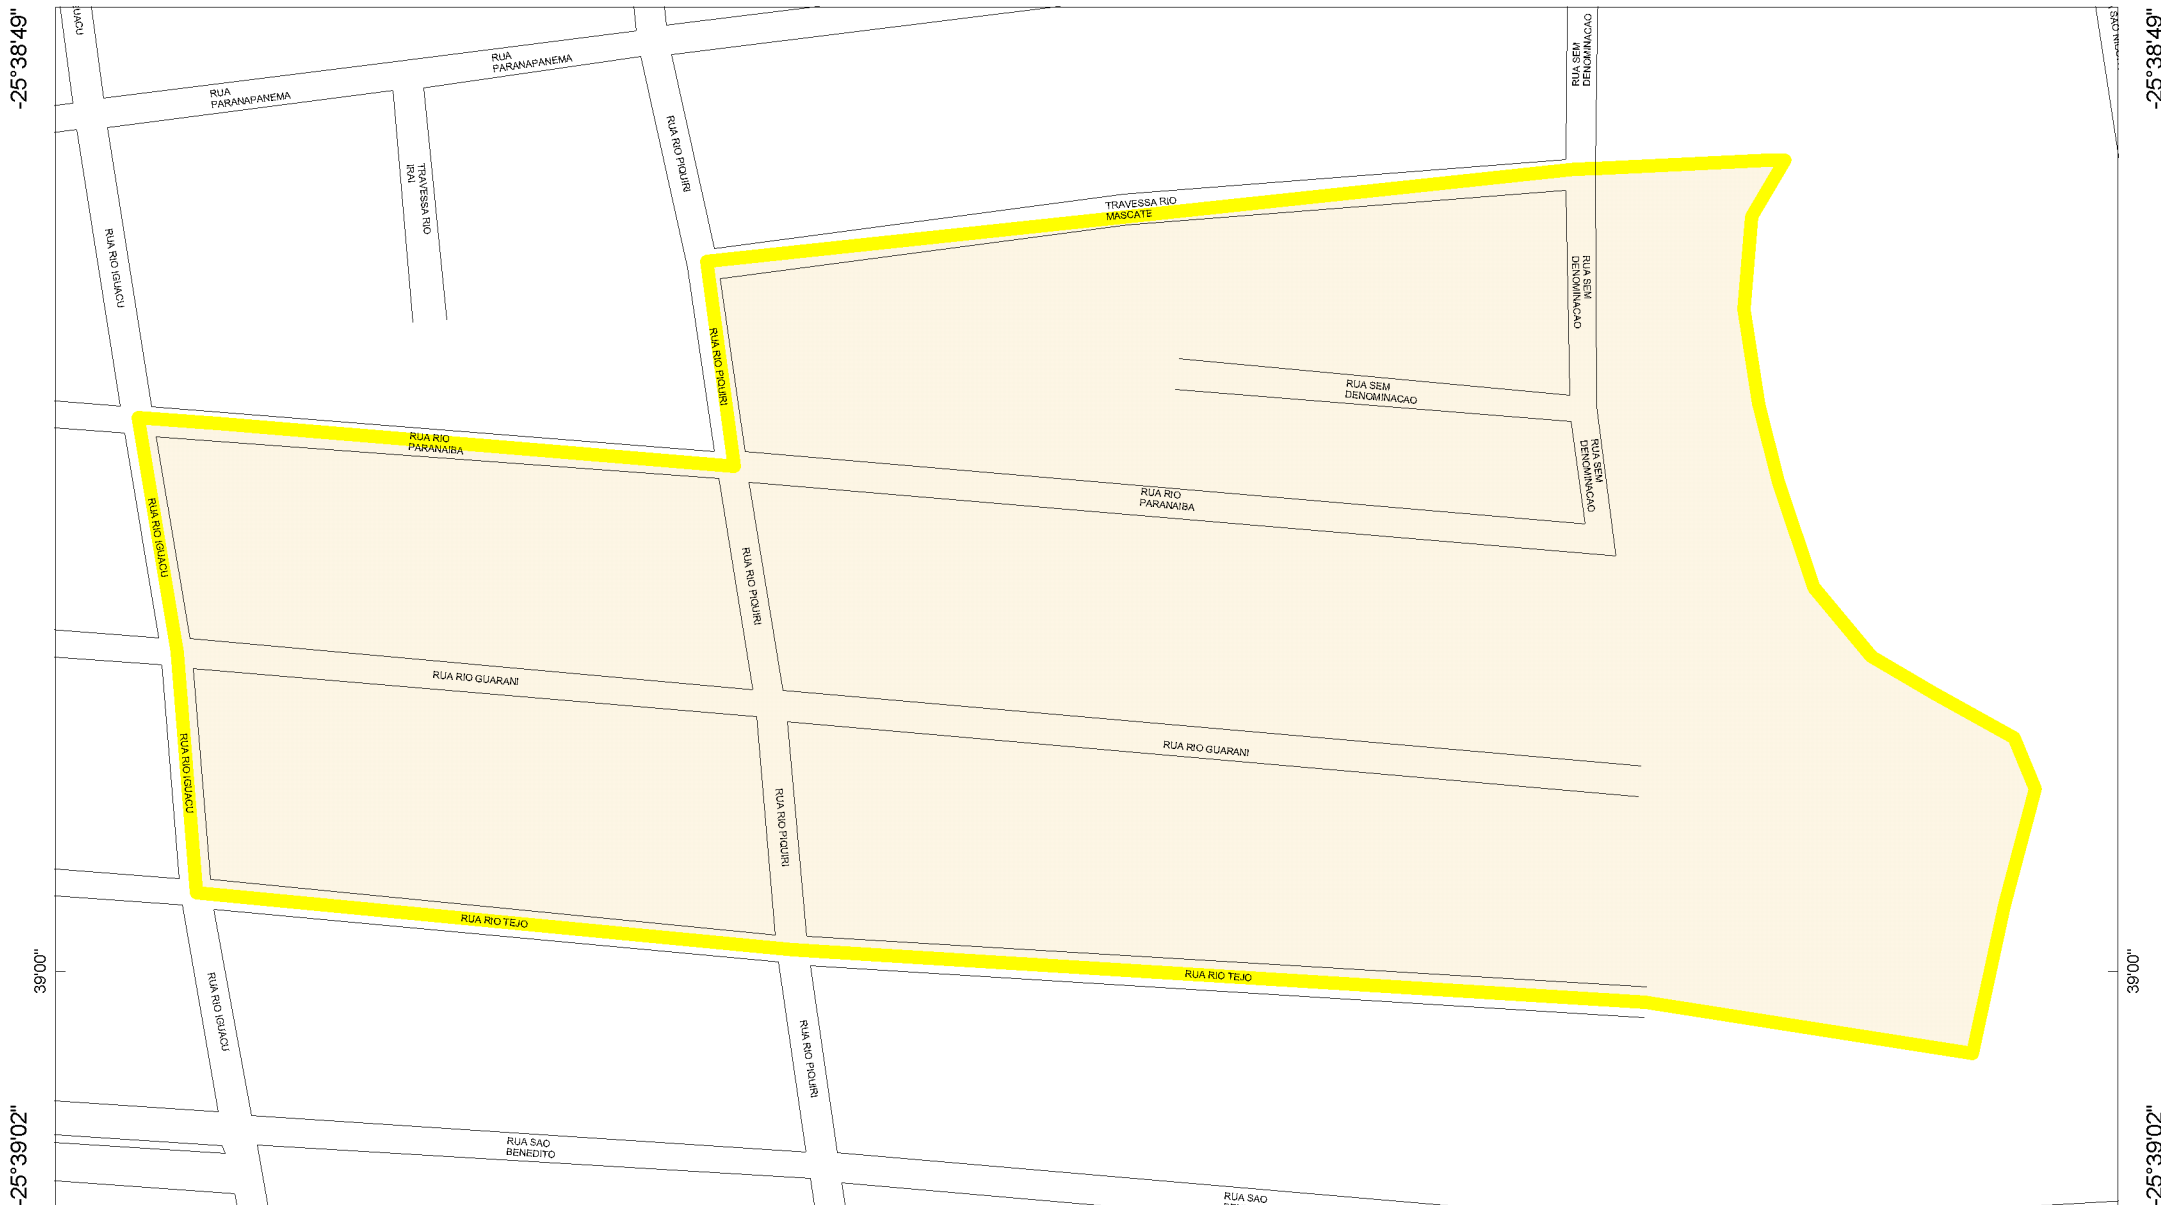 -25°38'49"
-25°38'49"
RUA SEM
DENOMINACAO
RUA
PARANAPANEMA
RUA
PARANAPANEMA
RUA RIO PIQUIRI
TRAVESSA RIO
IRAI
TRAVESSA RIO
MASCATE
RUA RIO IGUACU
RUA SEM
DENOMINACAO
RUA RIO PIQUIRI
RUA SEM
DENOMINACAO
RUA RIO
PARANAIBA
RUA SEM
DENOMINACAO
RUA RIO
PARANAIBA
RUA RIO IGUACU
RUA RIO PIQUIRI
RUA RIO GUARANI
RUA RIO GUARANI
RUA RIO IGUACU
RUA RIO PIQUIRI
RUA RIO TEJO
RUA RIO TEJO
39'00"
39'00"
RUA RIO IGUACU
RUA RIO PIQUIRI
-25°39'02"
-25°39'02"
RUA SAO
BENEDITO
RUA SAO